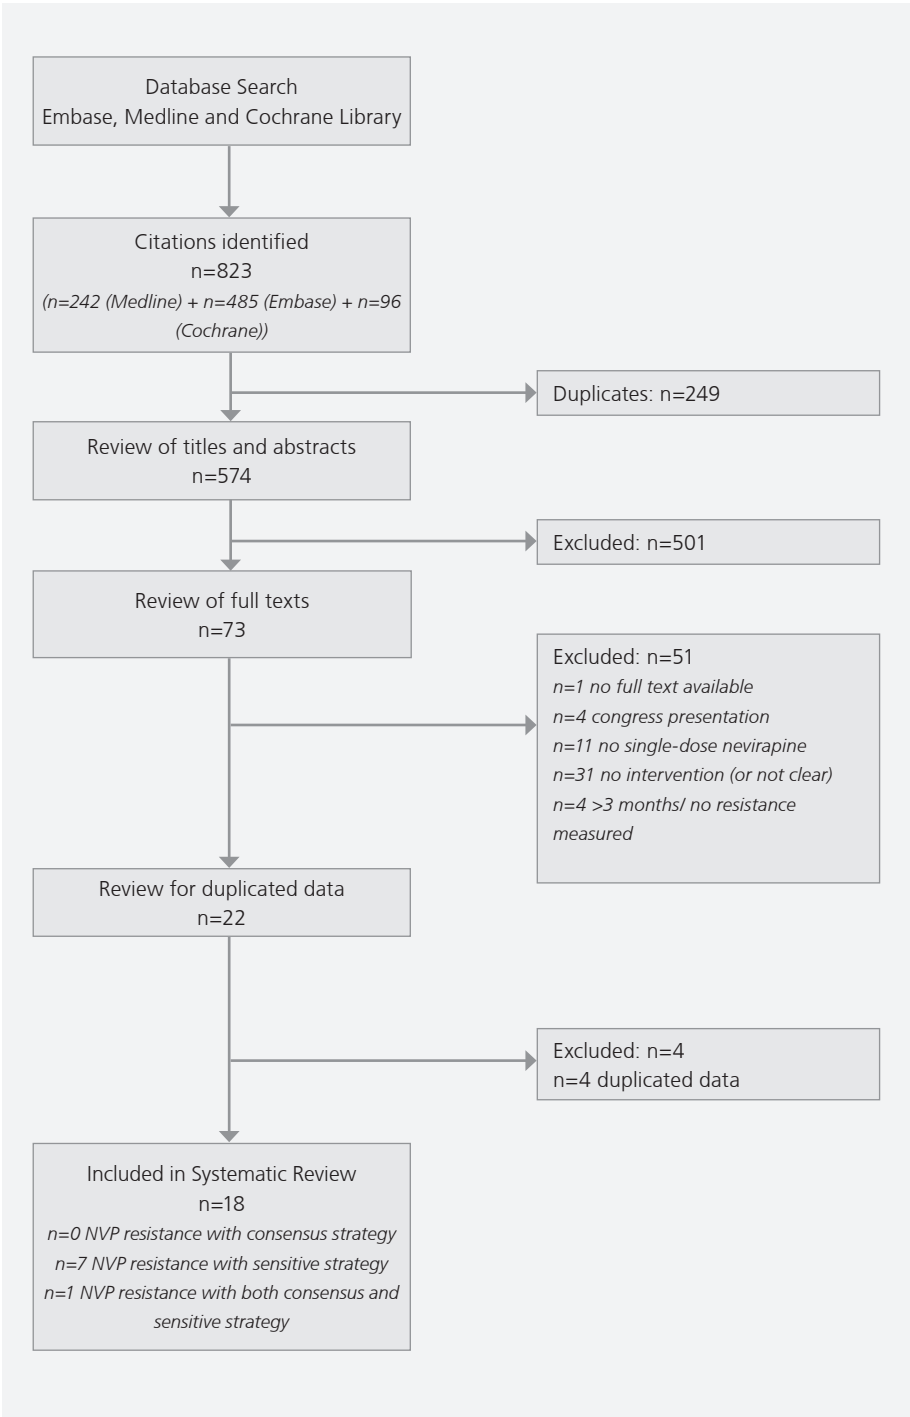 Database Search
Embase, Medline and Cochrane Library
Citations identified
n=823
(n=242 (Medline) + n=485 (Embase) + n=96
(Cochrane))
Duplicates: n=249
Review of titles and abstracts
n=574
Excluded: n=501
Review of full texts
n=73
Excluded: n=51
n=1 no full text available
n=4 congress presentation
n=11 no single-dose nevirapine
n=31 no intervention (or not clear)
n=4 >3 months/ no resistance
measured
Review for duplicated data
n=22
Excluded: n=4
n=4 duplicated data
Included in Systematic Review
n=18
n=0 NVP resistance with consensus strategy
n=7 NVP resistance with sensitive strategy
n=1 NVP resistance with both consensus and
sensitive strategy